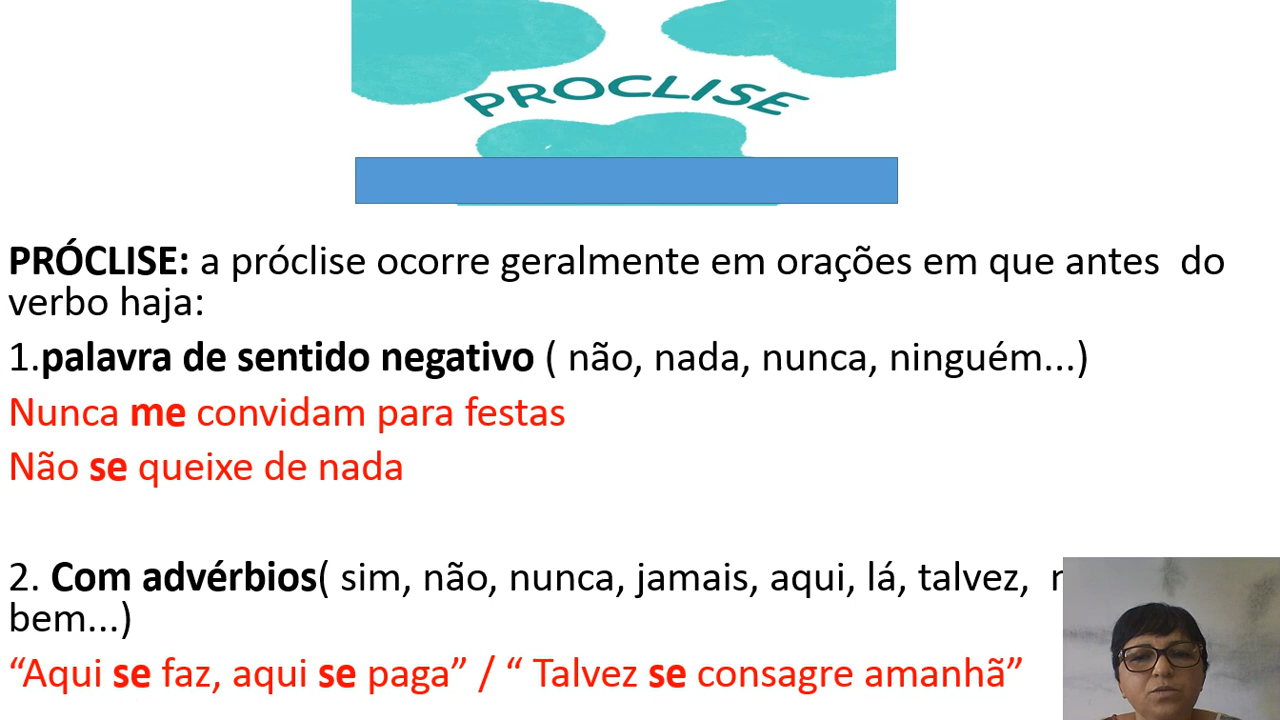 PROCLISE
PRÓCLISE: a próclise ocorre geralmente em orações em que antes do
verbo haja:
1.palavra de sentido negativo ( não, nada, nunca, ninguém...)
Nunca me convidam para festas
Não se queixe de nada
2. Com advérbios( sim, não, nunca, jamais, aqui, lá, talvez,
bem...)
“Aqui se faz, aqui se paga” / “ Talvez se consagre amanhã”